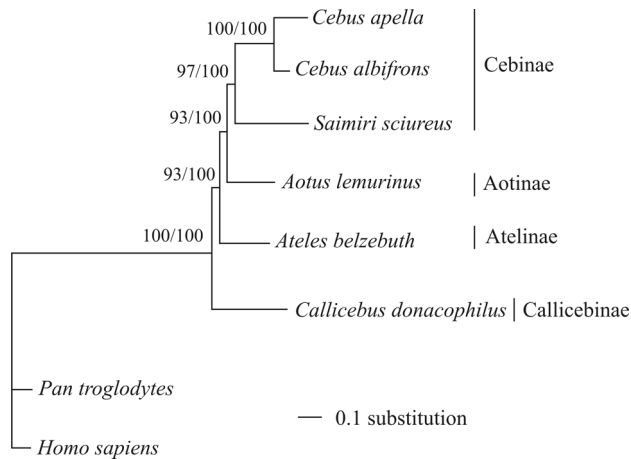 100/100
Cebus apella
97/100
Cebus albifrons
Cebinae
93/100
Saimiri sciureus
93/100
Aotus lemurinus
Aotinae
100/100
Ateles belzebuth
Atelinae
Callicebus donacophilus
Callicebinae
Pan troglodytes
0.1 substitution
Homo sapiens